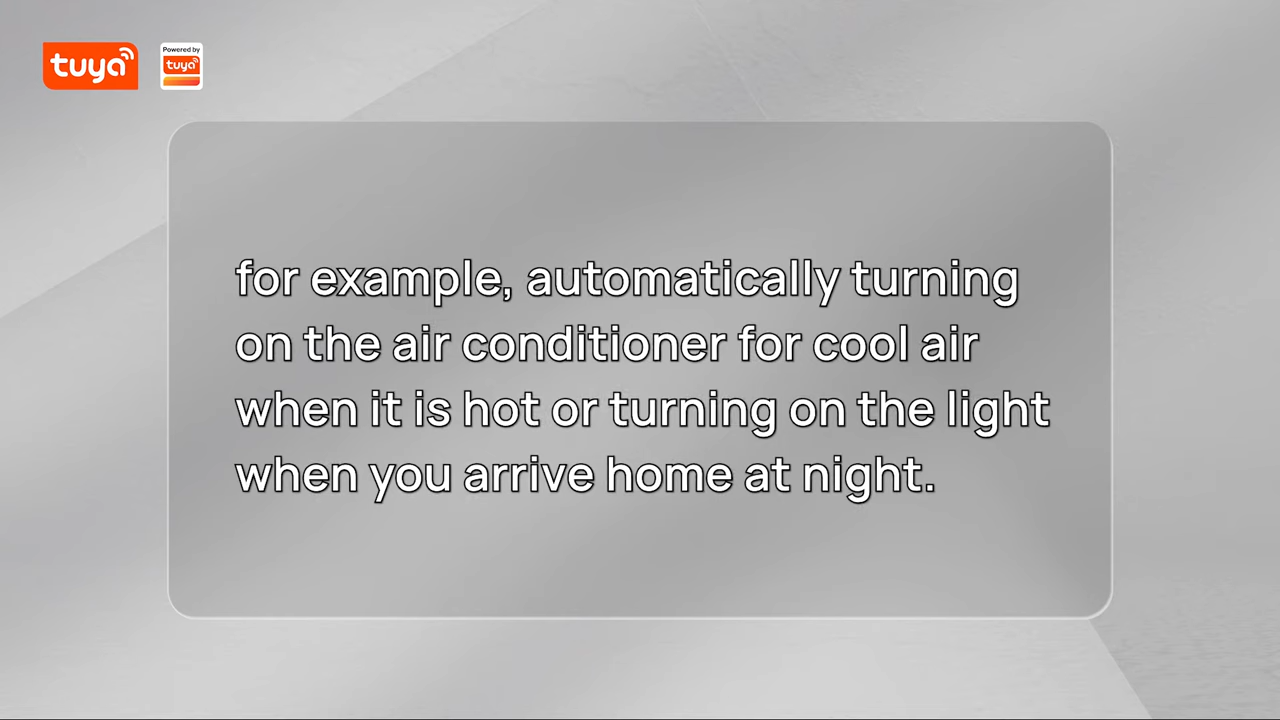 tuya
Powered by
tuya
for example, automatically turning
on the air conditioner for cool air
when it is hot or turning on the light
when you arrive home at night.